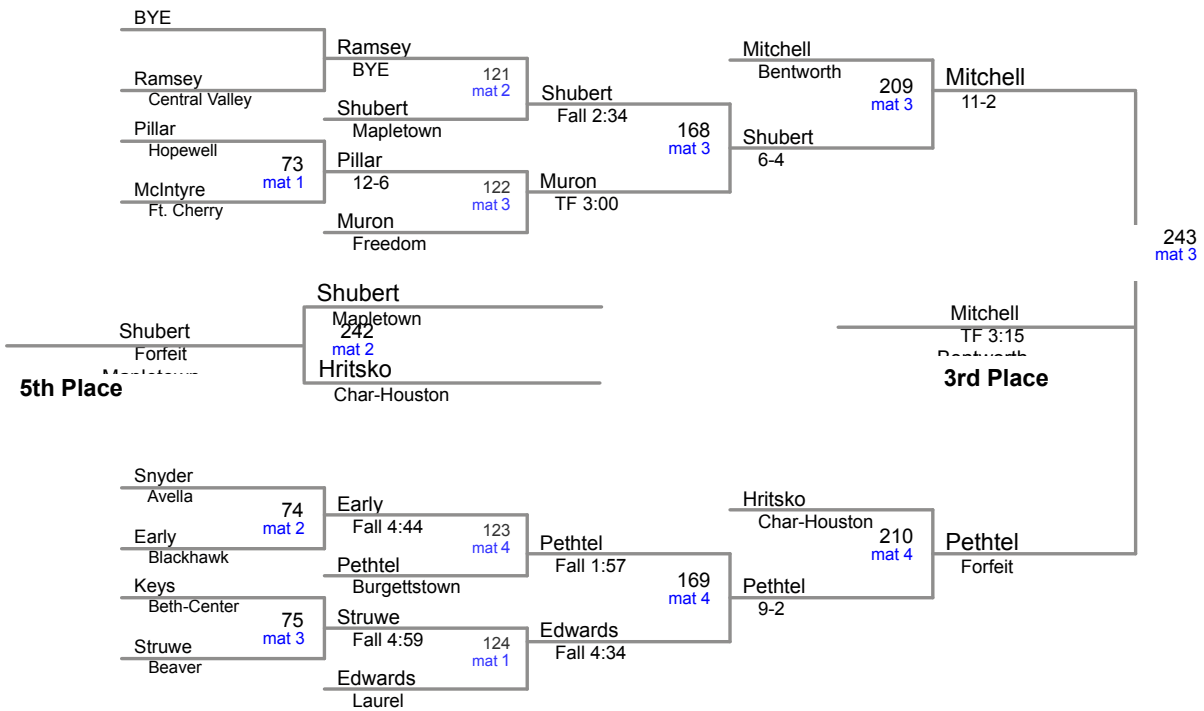 BYE
Ramsey
Central Valley
Pillar
Hopewell
73
mat 1
McIntyre
Ft. Cherry
Ramsey
BYE
121
mat 2
Shubert
Mapletown
Pillar
12-6
122
mat 3
Muron
Freedom
Shubert
Fall 2:34
168
mat 3
Muron
TF 3:00
Mitchell
Bentworth
209
mat 3
Shubert
6-4
Mitchell
11-2
243
mat 3
Shubert
Mapletown
242
mat 2
Hritsko
Char-Houston
Shubert
Forfeit
Mapletown
5th Place
Mitchell
TF 3:15
Bentworth
3rd Place
Snyder
Avella
74
mat 2
Early
Blackhawk
Keys
Beth-Center
75
mat 3
Struwe
Beaver
Early
Fall 4:44
123
mat 4
Pethtel
Burgettstown
Struwe
Fall 4:59
124
mat 1
Edwards
Laurel
Pethtel
Fall 1:57
169
mat 4
Edwards
Fall 4:34
Hritsko
Char-Houston
210
mat 4
Pethtel
9-2
Pethtel
Forfeit